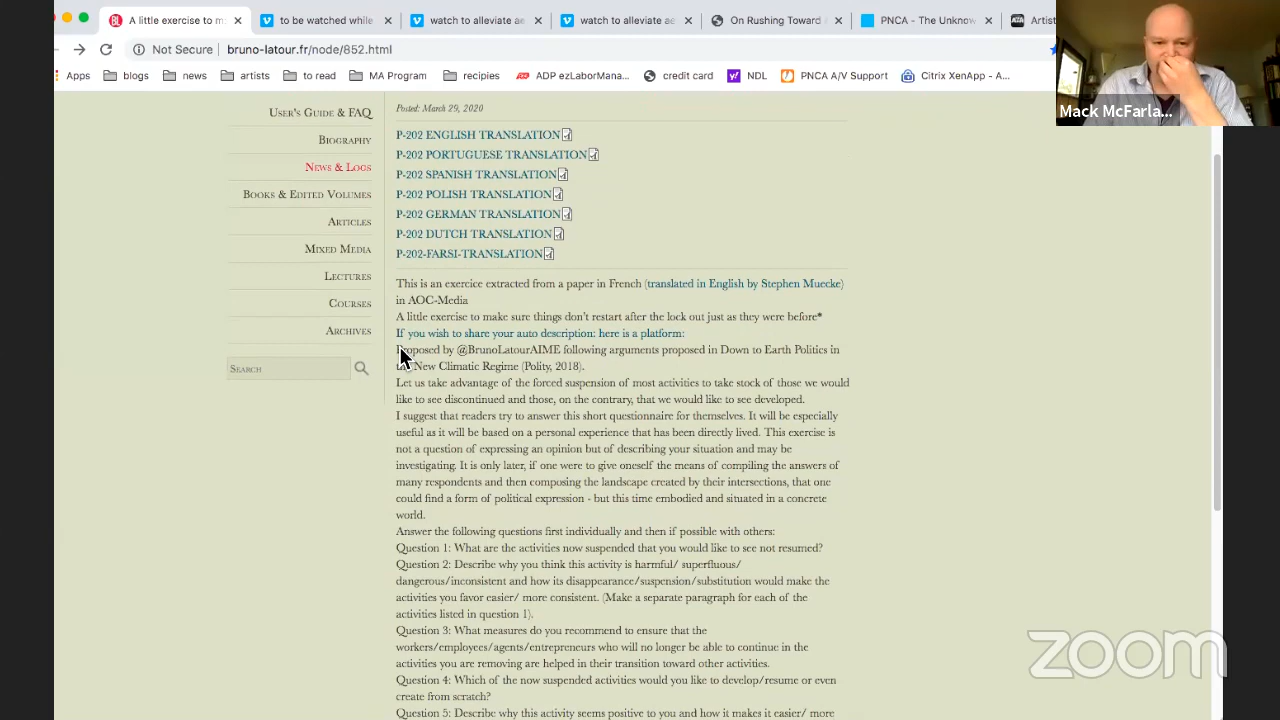 A little exercise to m
to be watched while
watch to alleviate ae
watch to alleviate ae
On Rushing Toward
PNCA - The Unknow
Artist
Not Secure
bruno-latour.fr/node/852.html
Apps
blogs
news
artists
to read
MA Program
recipies
ADP ezLaborMana...
credit card
NDL
PNCA A/V Support
Citrix XenApp - A...
Mack McFarla...
User's Guide & FAQ
Biography
News & Logs
Books & Edited Volumes
Articles
Mixed Media
Lectures
Courses
Archives
Search
Posted: March 29, 2020
P-202 ENGLISH TRANSLATION
P-202 PORTUGUESE TRANSLATION
P-202 SPANISH TRANSLATION
P-202 POLISH TRANSLATION
P-202 GERMAN TRANSLATION
P-202 DUTCH TRANSLATION
P-202-FARSI-TRANSLATION
This is an exercice extracted from a paper in French (translated in English by Stephen Muecke)
in AOC-Media
A little exercise to make sure things don't restart after the lock out just as they were before*
If you wish to share your auto description: here is a platform:
Proposed by @BrunoLatourAIME following arguments proposed in Down to Earth Politics in
New Climatic Regime (Polity, 2018).
Let us take advantage of the forced suspension of most activities to take stock of those we would
like to see discontinued and those, on the contrary, that we would like to see developed.
I suggest that readers try to answer this short questionnaire for themselves. It will be especially
useful as it will be based on a personal experience that has been directly lived. This exercise is
not a question of expressing an opinion but of describing your situation and may be
investigating. It is only later, if one were to give oneself the means of compiling the answers of
many respondents and then composing the landscape created by their intersections, that one
could find a form of political expression - but this time embodied and situated in a concrete
world.
Answer the following questions first individually and then if possible with others:
Question 1: What are the activities now suspended that you would like to see not resumed?
Question 2: Describe why you think this activity is harmful/ superfluous/
dangerous/inconsistent and how its disappearance/suspension/substitution would make the
activities you favor easier/ more consistent. (Make a separate paragraph for each of the
activities listed in question 1).
Question 3: What measures do you recommend to ensure that the
workers/employees/agents/entrepreneurs who will no longer be able to continue in the
activities you are removing are helped in their transition toward other activities.
Question 4: Which of the now suspended activities would you like to develop/resume or even
create from scratch?
Question 5: Describe why this activity seems positive to you and how it makes it easier/ more
zoom